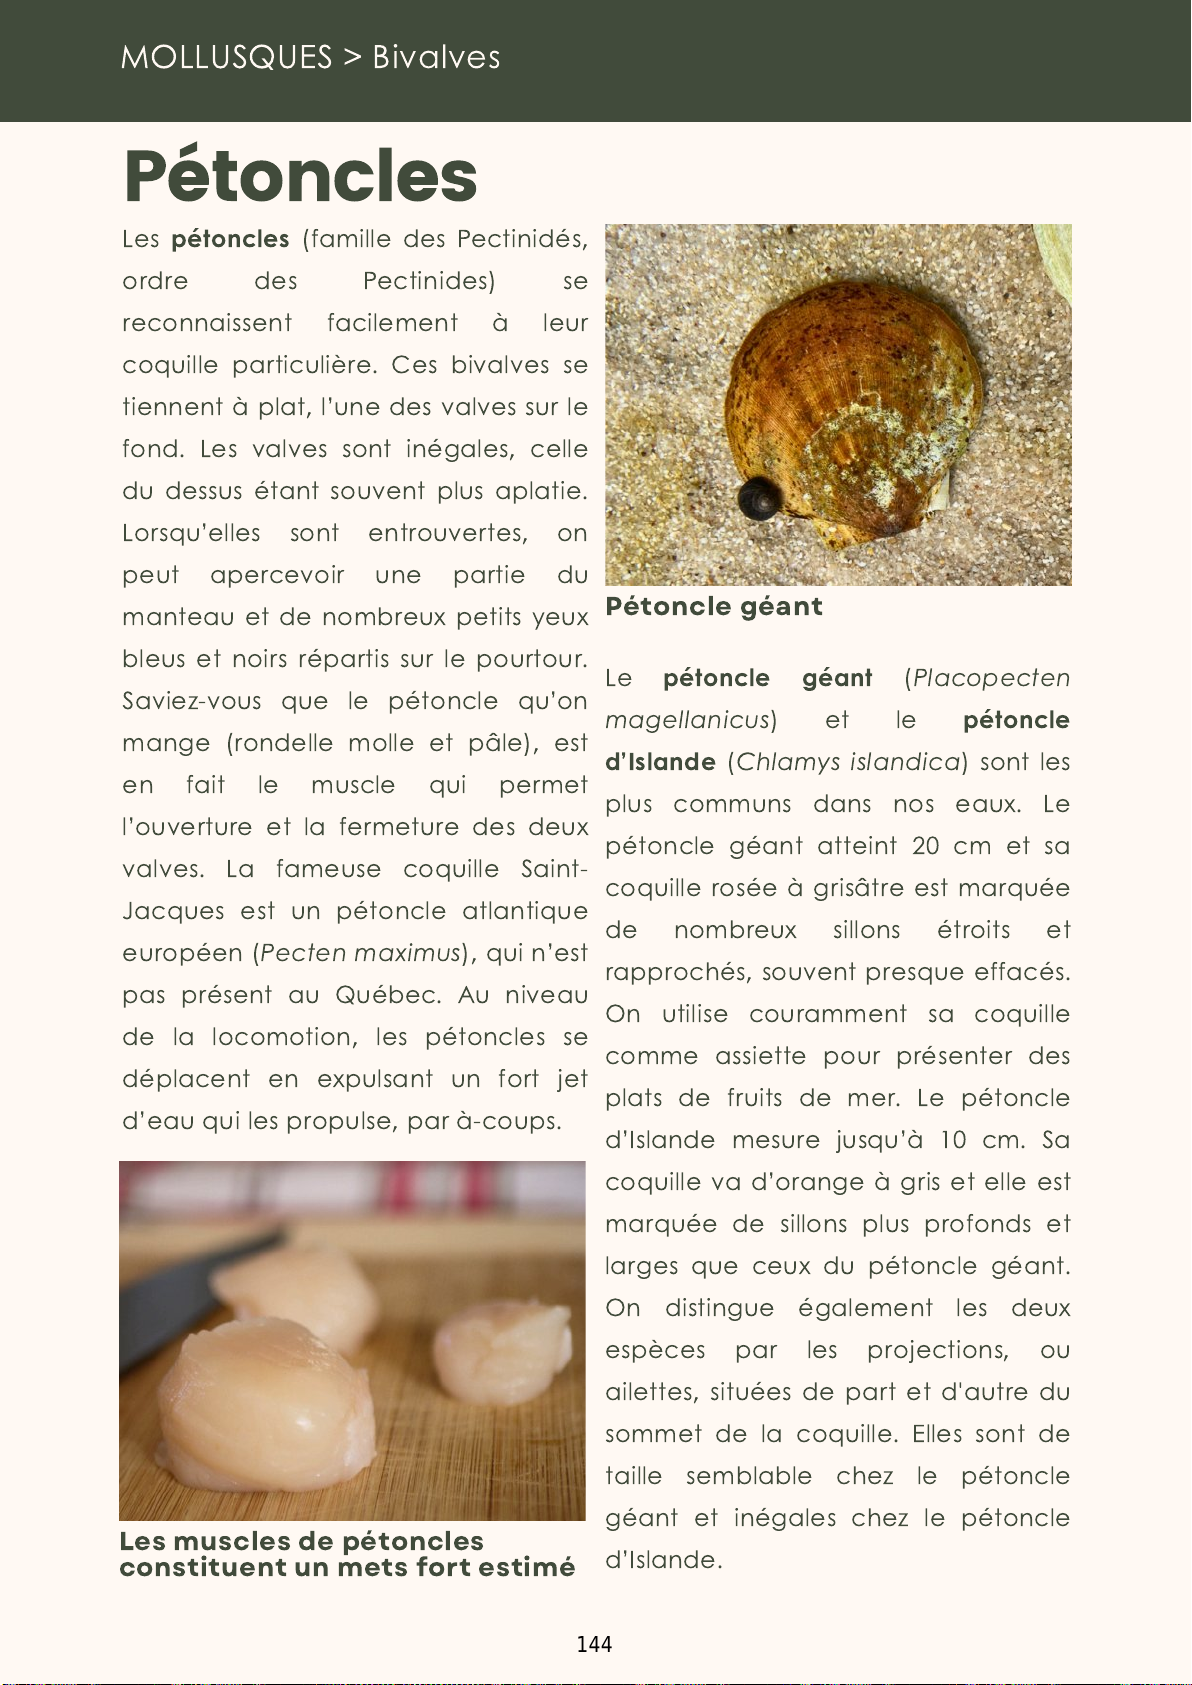 MOLLUSQUES > Bivalves
Pétoncles
Les pétoncles (famille des Pectinidés,
ordre des Pectinides) se
reconnaissent facilement à leur
coquille particulière. Ces bivalves se
tiennent à plat, l'une des valves sur le
fond. Les valves sont inégales, celle
du dessus étant souvent plus aplatie.
Lorsqu'elles sont entrouvertes, on
peut apercevoir une partie du
manteau et de nombreux petits yeux
bleus et noirs répartis sur le pourtour.
Saviez-vous que le pétoncle qu'on
mange (rondelle molle et pâle), est
en fait le muscle qui permet
l'ouverture et la fermeture des deux
valves. La fameuse coquille Saint-
Jacques est un pétoncle atlantique
européen (Pecten maximus), qui n'est
pas présent au Québec. Au niveau
de la locomotion, les pétoncles se
déplacent en expulsant un fort jet
d'eau qui les propulse, par à-coups.
Les muscles de pétoncles
constituent un mets fort estimé
Pétoncle géant
Le pétoncle géant (Placopecten
magellanicus) et le pétoncle
d'Islande (Chlamys islandica) sont les
plus communs dans nos eaux. Le
pétoncle géant atteint 20 cm et sa
coquille rosée à grisâtre est marquée
de nombreux sillons étroits et
rapprochés, souvent presque effacés.
On utilise couramment sa coquille
comme assiette pour présenter des
plats de fruits de mer. Le pétoncle
d'Islande mesure jusqu'à 10 cm. Sa
coquille va d'orange à gris et elle est
marquée de sillons plus profonds et
larges que ceux du pétoncle géant.
On distingue également les deux
espèces par les projections, ou
ailettes, situées de part et d'autre du
sommet de la coquille. Elles sont de
taille semblable chez le pétoncle
géant et inégales chez le pétoncle
d'Islande.
144